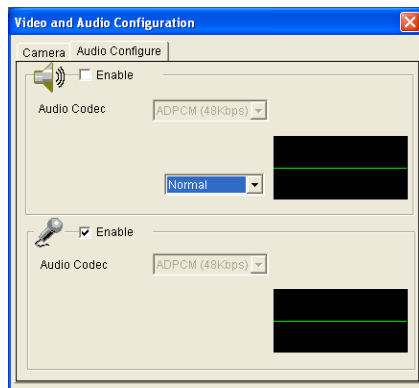 Video and Audio Configuration
Camera Audio Configure
Enable
Audio Codec ADPCM (48Kbps)
Normal
Enable
Audio Codec ADPCM (48Kbps)